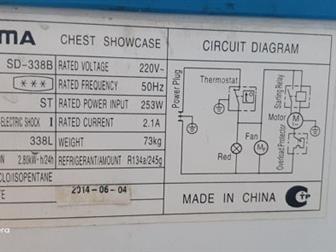 MA CHEST SHOWCASE CIRCUIT DIAGRAM
SD-338B RATED VOLTAGE 220V~
*** RATED FREQUENCY 50Hz
ST RATED POWER INPUT 253W
ELECTRIC SHOCK I RATED CURRENT 2.1A
338L WEIGHT 73kg
ON 2.80kW·h/24h REFRIGERANT/AMOUNT R134a/245g
CLOISOPENTANE
TE 2014-06-04
Power Plug
Thermostat
Starting Relay
Motor
M
Fan
M
Red
Overload Protector
MADE IN CHINA